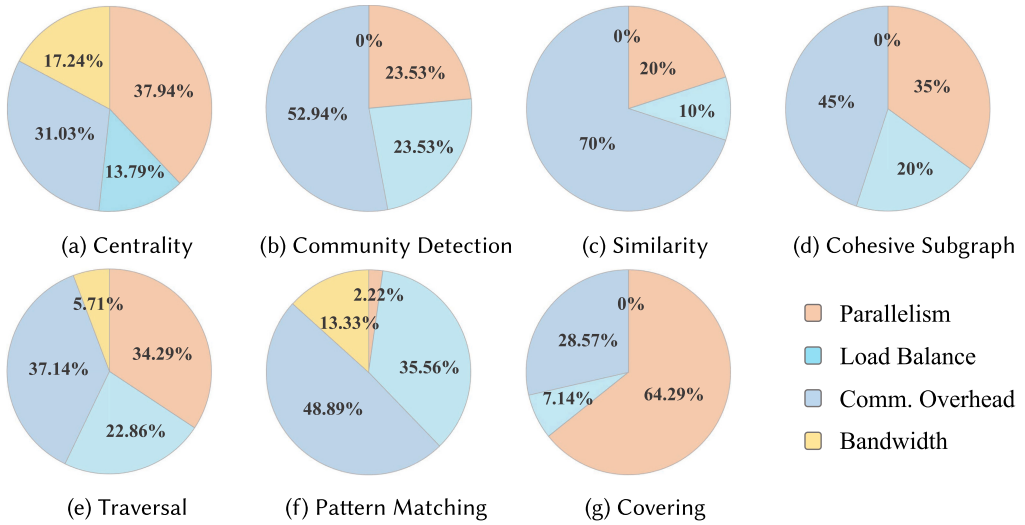 0%
0%
0%
17.24%
37.94%
23.53%
20%
35%
52.94%
10%
45%
31.03%
70%
13.79%
23.53%
20%
(a) Centrality
(b) Community Detection
(c) Similarity
(d) Cohesive Subgraph
5.71%
2.22%
0%
13.33%
28.57%
Parallelism
34.29%
37.14%
35.56%
Load Balance
48.89%
7.14%
64.29%
Comm. Overhead
22.86%
Bandwidth
(e) Traversal
(f) Pattern Matching
(g) Covering